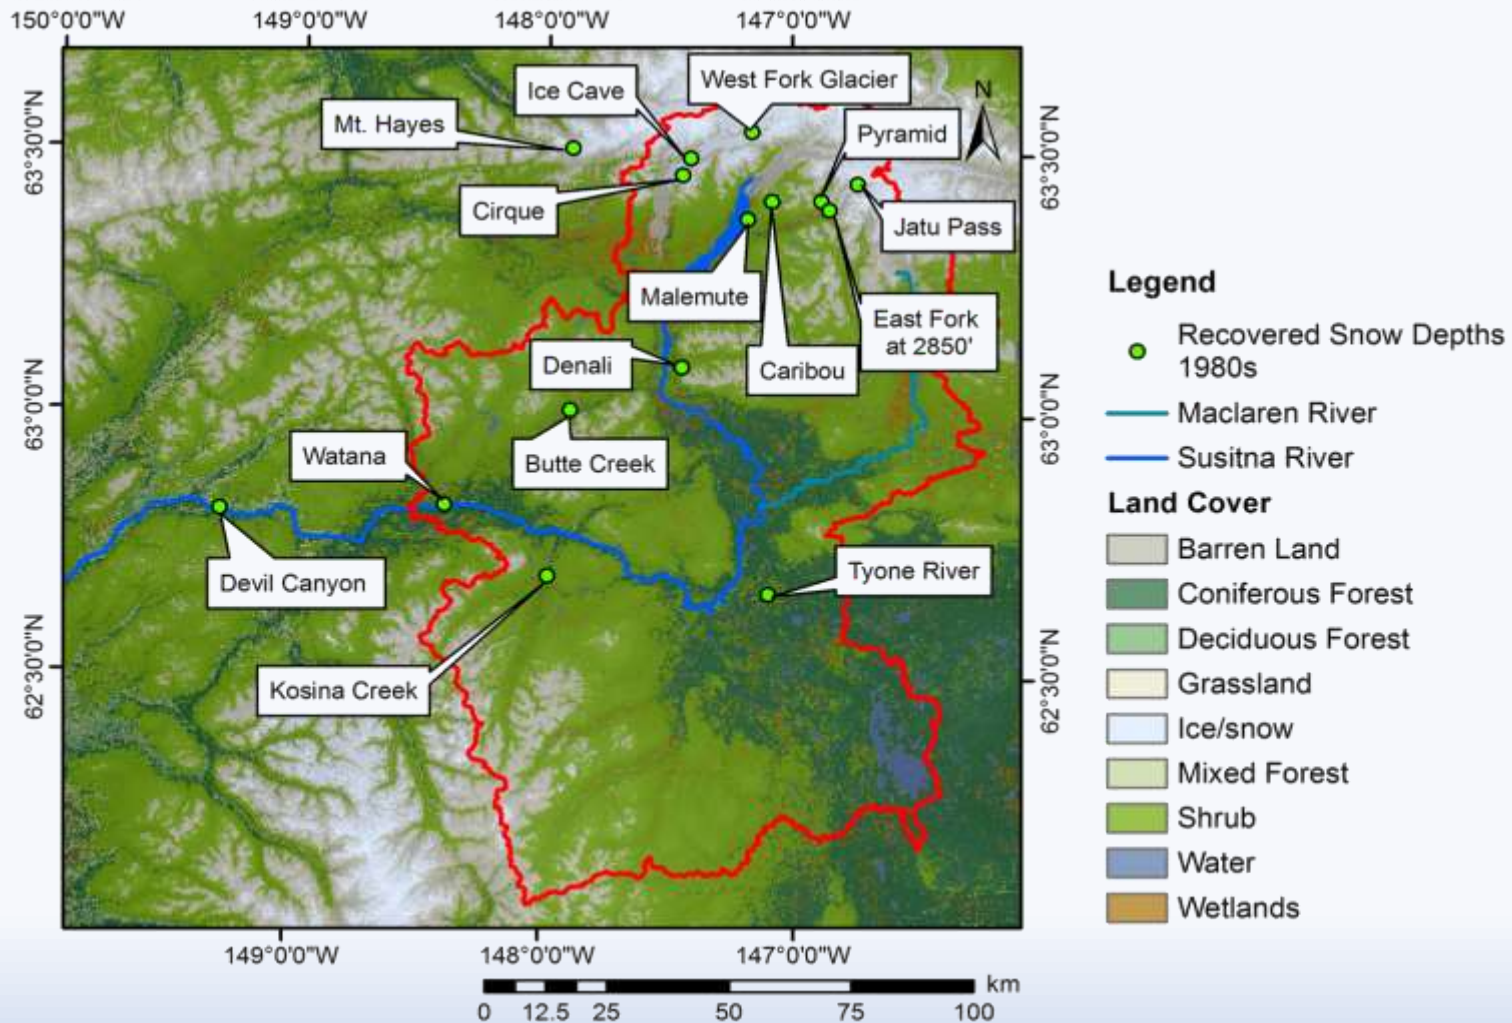 150°0'0"W
149°0'0"W
148°0'0"W
147°0'0"W
63°30'0"N
63°0'0"N
62°30'0"N
63°30'0"N
63°0'0"N
62°30'0"N
N
West Fork Glacier
Ice Cave
Mt. Hayes
Pyramid
Cirque
Jatu Pass
Malemute
East Fork
at 2850'
Denali
Caribou
Watana
Butte Creek
Devil Canyon
Tyone River
Kosina Creek
149°0'0"W
148°0'0"W
147°0'0"W
km
0
12.5
25
50
75
100
Legend
Recovered Snow Depths
1980s
Maclaren River
Susitna River
Land Cover
Barren Land
Coniferous Forest
Deciduous Forest
Grassland
Ice/snow
Mixed Forest
Shrub
Water
Wetlands